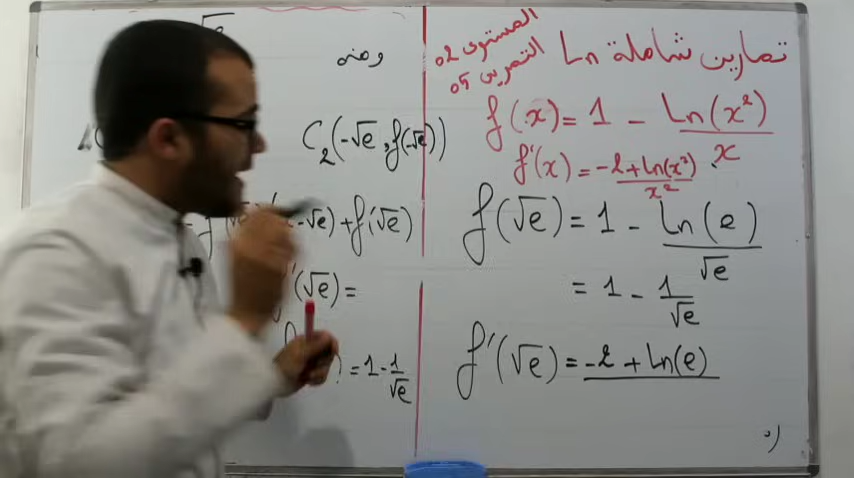 تمارين شاملة Ln
المستوى 02
التمرين 05
f(x) = 1 - Ln(x²)/x
f'(x) = -2+Ln(x²)/x²
f(√e) = 1 - Ln(e)/√e
= 1 - 1/√e
f'(√e) = -2 + Ln(e)
ومنه
C₂(-√e, f(-√e))
-√e) + f(√e)
'(√e) =
) = 1 - 1/√e